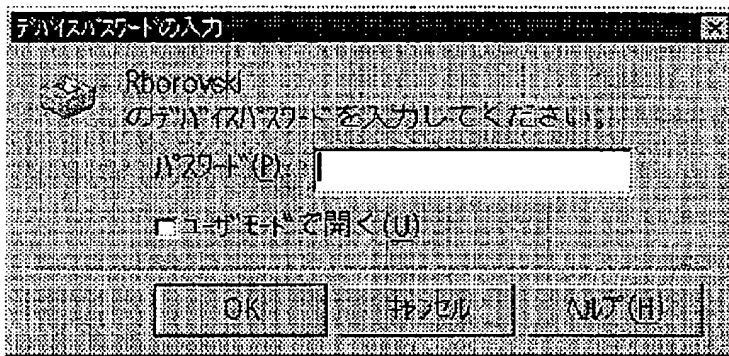 デバイスパスワードの入力
Rborovski
のデバイスパスワードを入力してください。
パスワード(P):
ユーザモードで開く(U)
OK キャンセル ヘルプ(H)